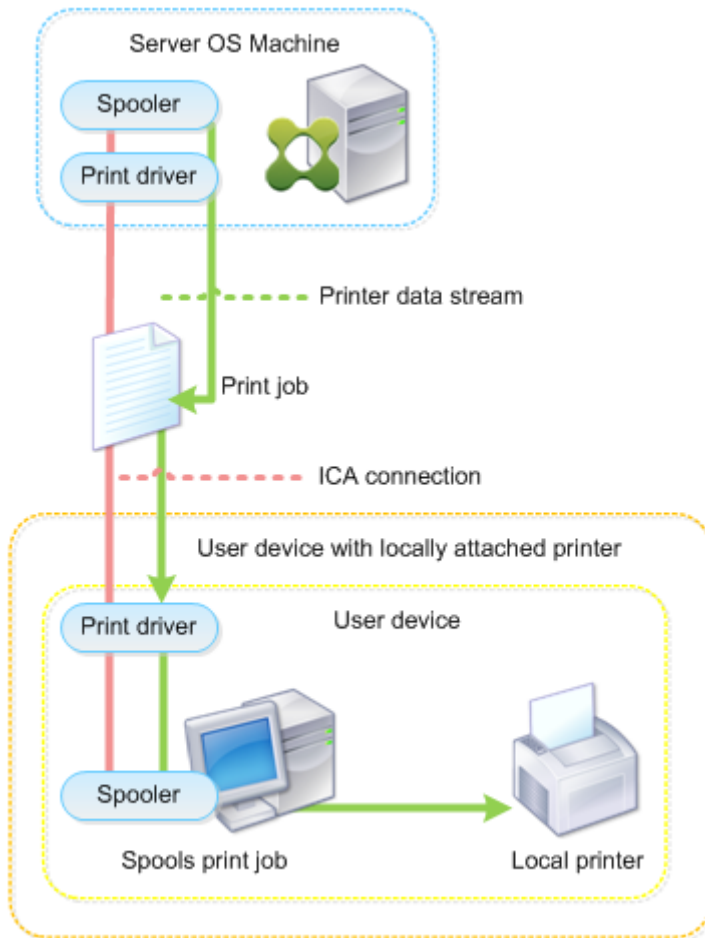 Server OS Machine
Spooler
Print driver
Printer data stream
Print job
ICA connection
User device with locally attached printer
Print driver
User device
Spooler
Spools print job
Local printer